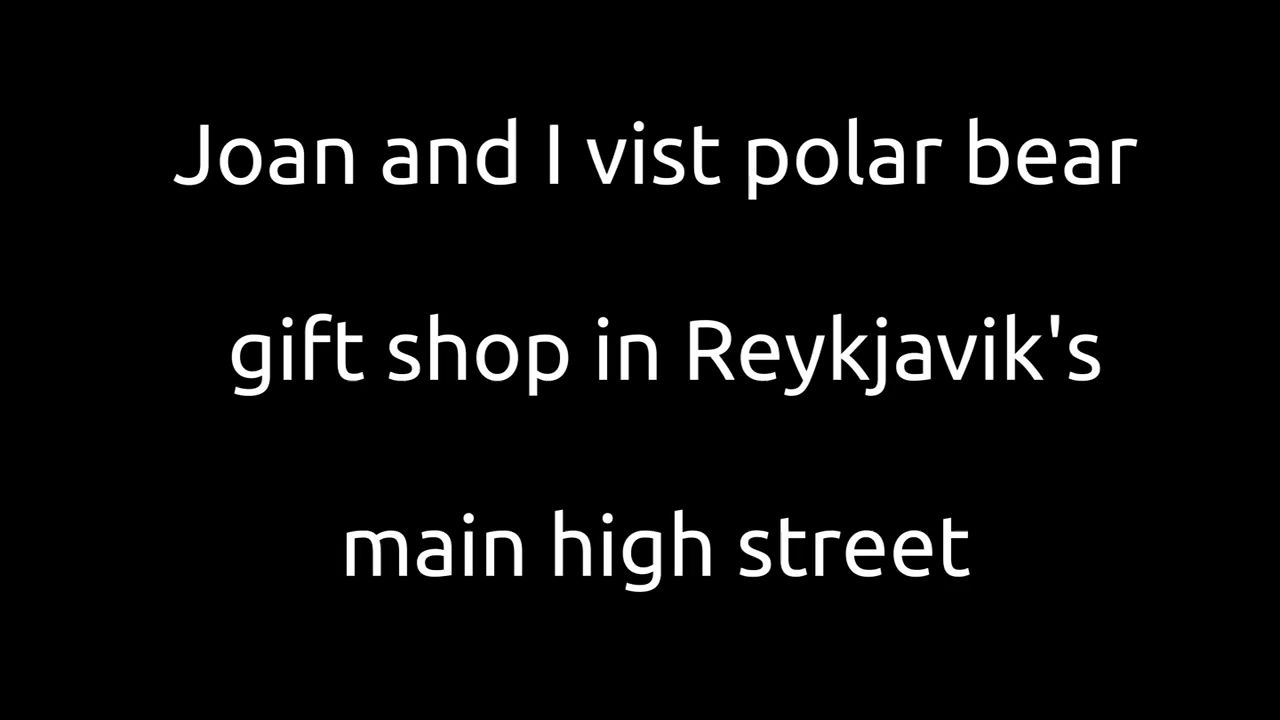 Joan and I vist polar bear
gift shop in Reykjavik's
main high street